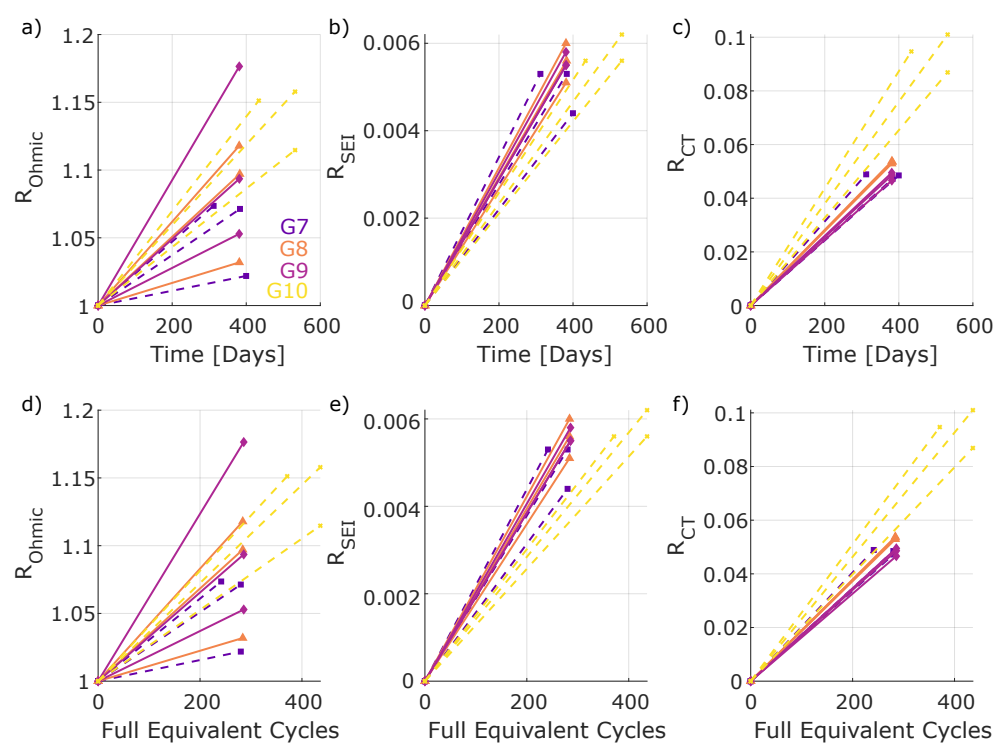 a)
1.2
1.15
1.1
1.05
1
R_Ohmic
0
200
400
600
Time [Days]
G7
G8
G9
G10
b)
0.006
0.004
0.002
0
R_SEI
0
200
400
600
Time [Days]
c)
0.1
0.08
0.06
0.04
0.02
0
R_CT
0
200
400
600
Time [Days]
d)
1.2
1.15
1.1
1.05
1
R_Ohmic
0
200
400
Full Equivalent Cycles
e)
0.006
0.004
0.002
0
R_SEI
0
200
400
Full Equivalent Cycles
f)
0.1
0.08
0.06
0.04
0.02
0
R_CT
0
200
400
Full Equivalent Cycles